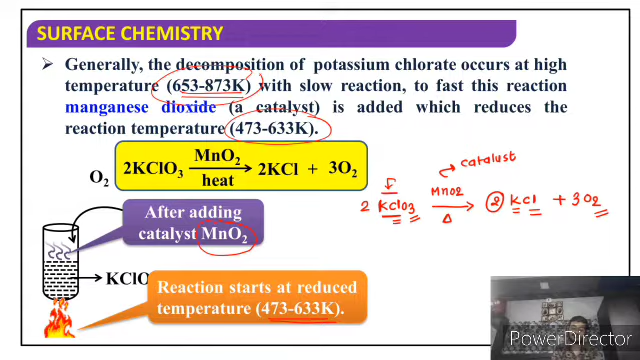 SURFACE CHEMISTRY
➢ Generally, the decomposition of potassium chlorate occurs at high
temperature (653-873K) with slow reaction, to fast this reaction
manganese dioxide (a catalyst) is added which reduces the
reaction temperature (473-633K).
O₂
2KClO₃ MnO₂ → heat 2KCl + 3O₂
catalyst
2 KClO₃ MnO₂ → Δ 2 KCl + 3O₂
After adding
catalyst MnO₂
KClO
Reaction starts at reduced
temperature (473-633K).
PowerDirector